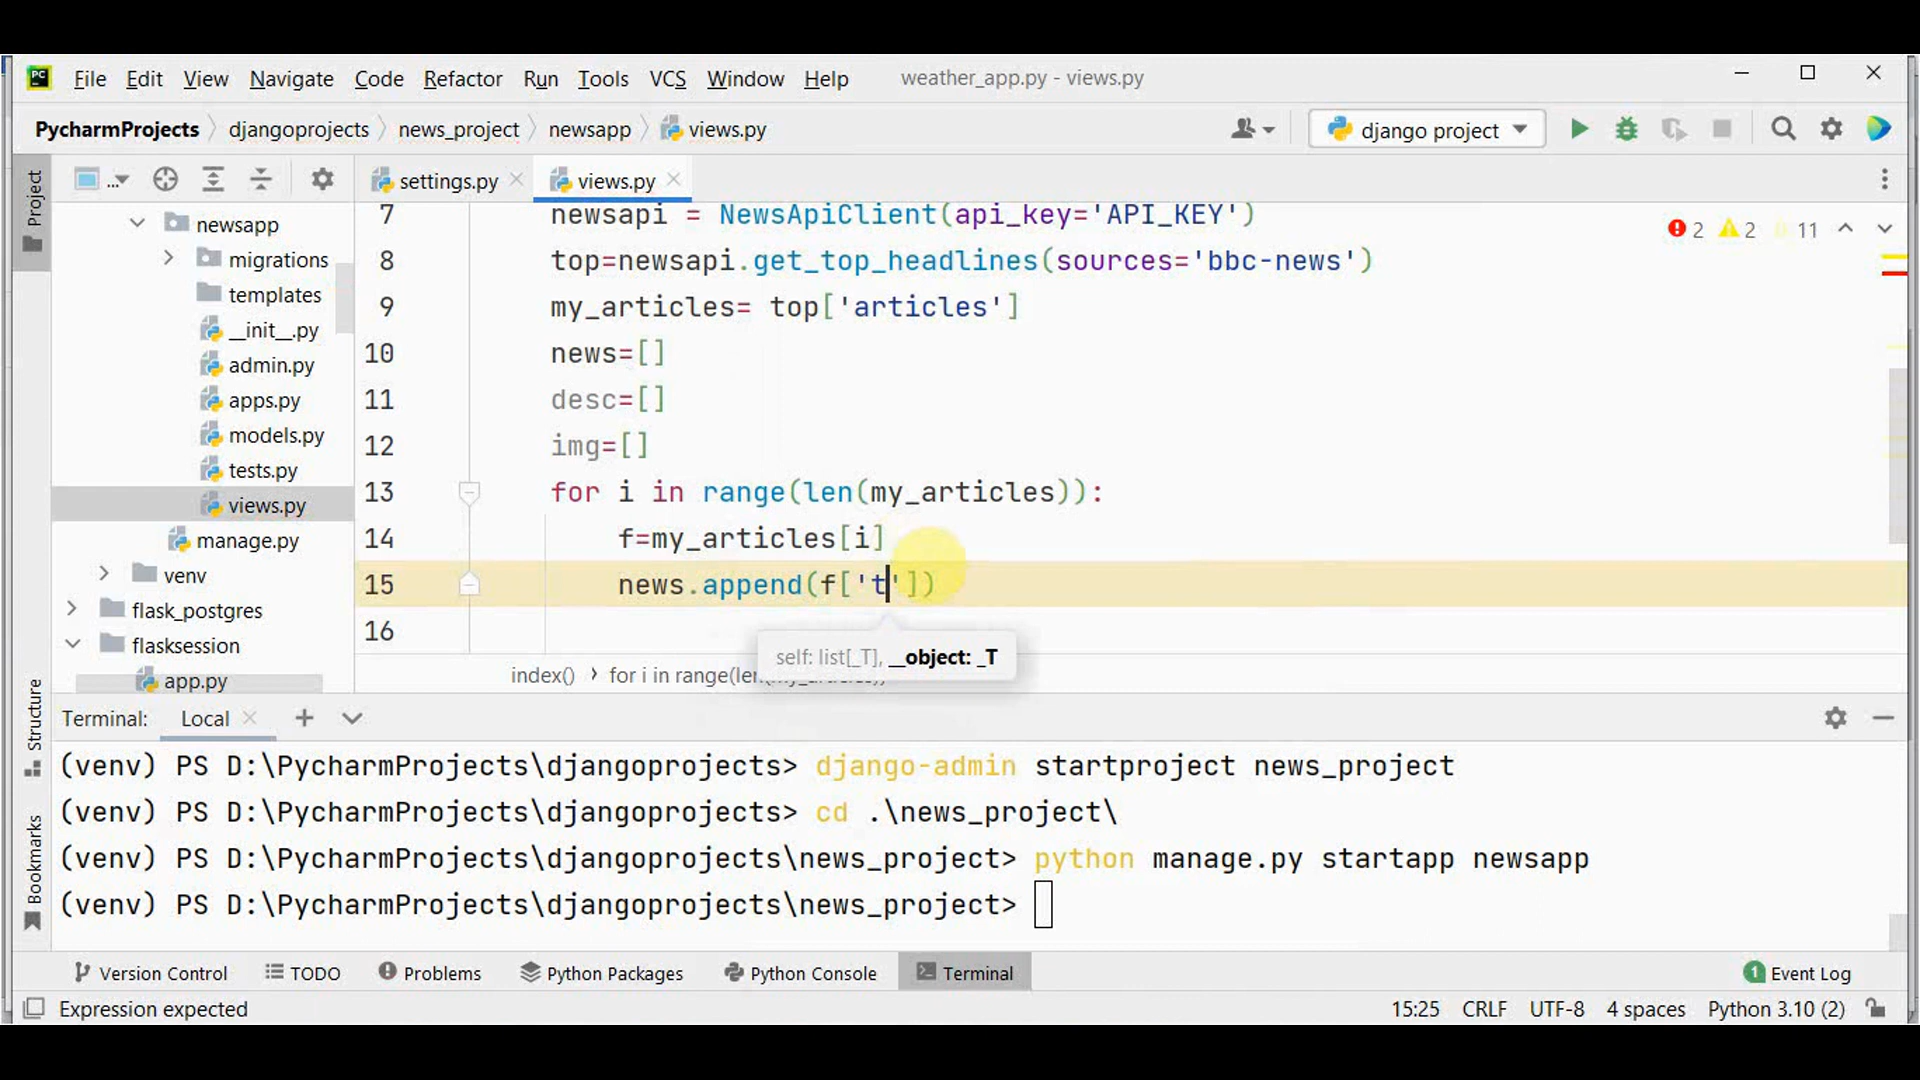 PC File Edit View Navigate Code Refactor Run Tools VCS Window Help weather_app.py - views.py
PycharmProjects djangoprojects news_project newsapp views.py django project
Project ... settings.py views.py
newsapp
migrations
templates
__init__.py
admin.py
apps.py
models.py
tests.py
views.py
manage.py
venv
flask_postgres
flasksession
app.py
7 newsapi = NewsApiClient(api_key='API_KEY')
2 2 11
8 top=newsapi.get_top_headlines(sources='bbc-news')
9 my_articles= top['articles']
10 news=[]
11 desc=[]
12 img=[]
13 for i in range(len(my_articles)):
14 f=my_articles[i]
15 news.append(f['t'])
16
self: list[_T], __object: _T
index() for i in range(len(my_articles))
Structure
Bookmarks
Terminal: Local
(venv) PS D:\PycharmProjects\djangoprojects> django-admin startproject news_project
(venv) PS D:\PycharmProjects\djangoprojects> cd .\news_project\
(venv) PS D:\PycharmProjects\djangoprojects\news_project> python manage.py startapp newsapp
(venv) PS D:\PycharmProjects\djangoprojects\news_project>
Version Control TODO Problems Python Packages Python Console Terminal 1 Event Log
Expression expected 15:25 CRLF UTF-8 4 spaces Python 3.10 (2)